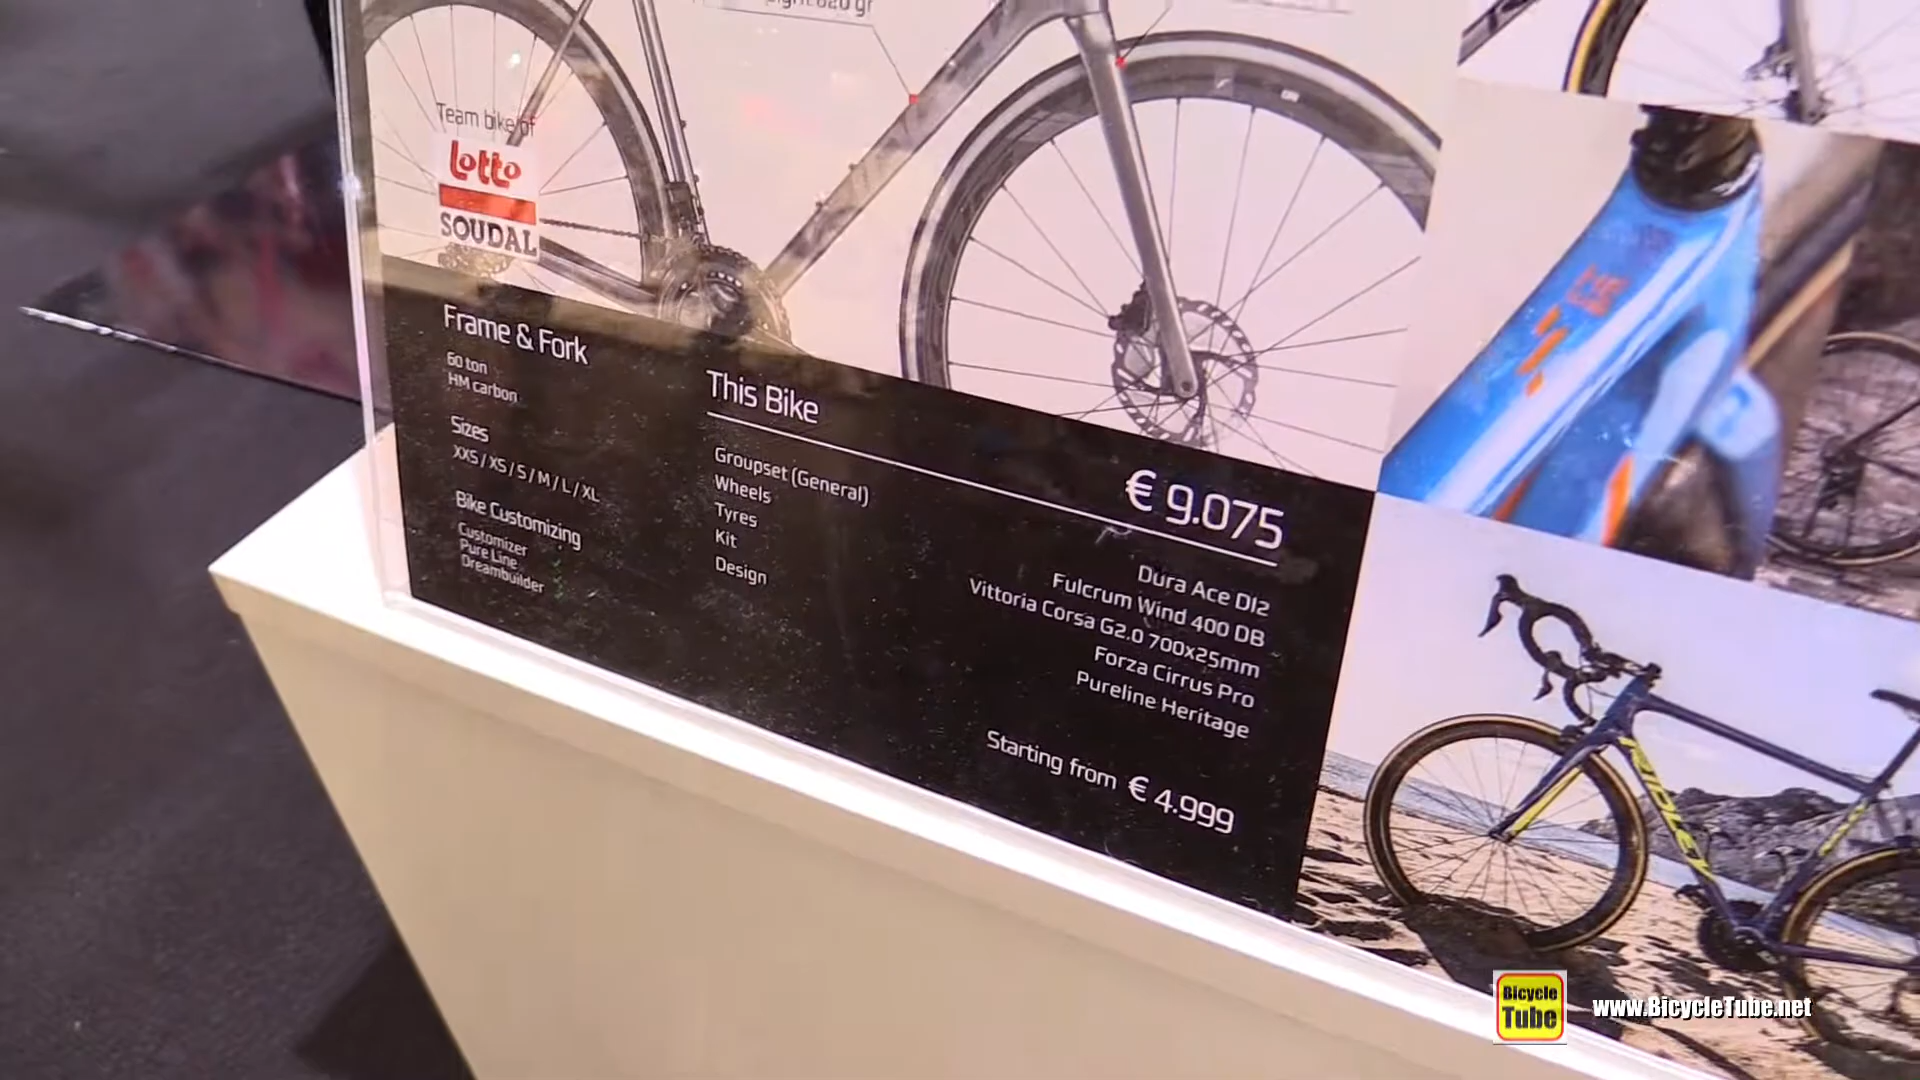 820 gr
Team bike of
Lotto
SOUDAL
Frame & Fork
60 ton
HM carbon
Sizes
XXS / XS / S / M / L / XL
Bike Customizing
Customizer
Pure Line
Dreambuilder
This Bike
€ 9.075
Groupset (General)
Dura Ace DI2
Wheels
Fulcrum Wind 400 DB
Tyres
Vittoria Corsa G2.0 700x25mm
Kit
Forza Cirrus Pro
Design
Pureline Heritage
Starting from € 4.999
RIDLEY
Bicycle
Tube
www.BicycleTube.net